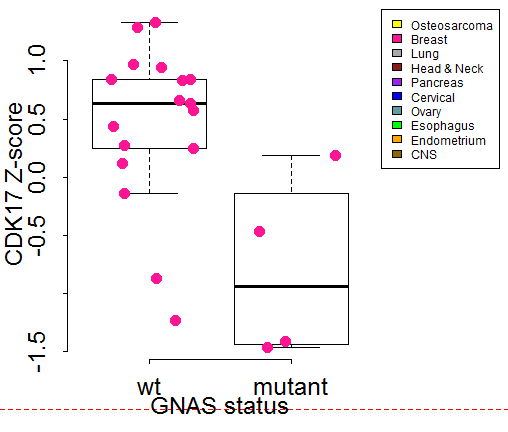 CDK17 Z-score
1.0
0.5
0.0
-0.5
-1.5
wt
mutant
GNAS status
Osteosarcoma
Breast
Lung
Head & Neck
Pancreas
Cervical
Ovary
Esophagus
Endometrium
CNS